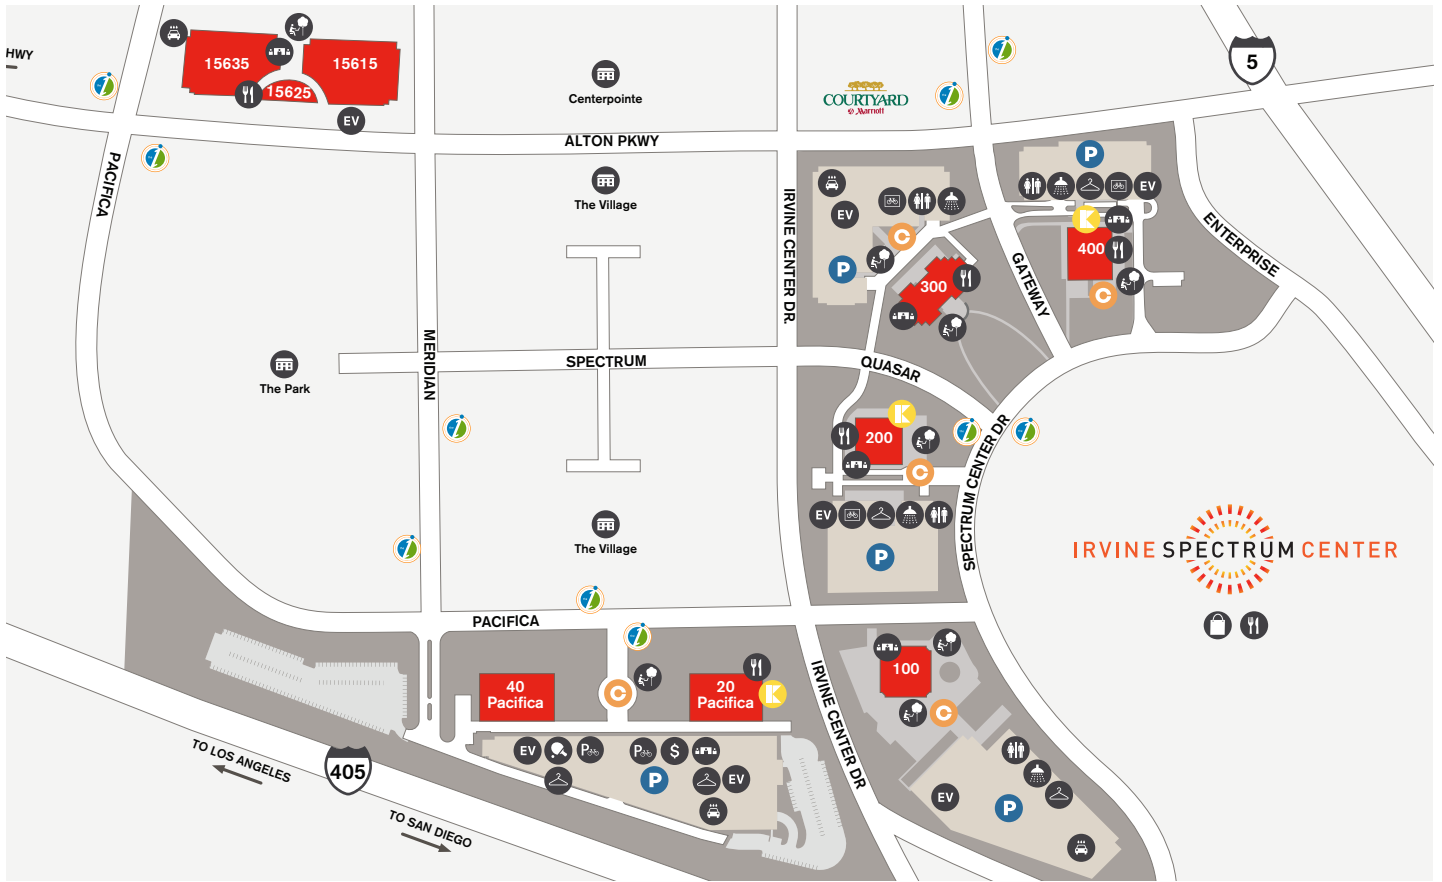 HWY
15635
15615
15625
EV
5
Centerpointe
COURTYARD
Marriott
ALTON PKWY
PACIFICA
The Village
IRVINE CENTER DR.
P
EV
P
EV
C
K
400
C
300
GATEWAY
ENTERPRISE
MERIDIAN
SPECTRUM
QUASAR
The Park
K
200
C
SPECTRUM CENTER DR
EV
P
The Village
IRVINE SPECTRUM CENTER
PACIFICA
40
Pacifica
C
20
Pacifica
K
IRVINE CENTER DR
100
C
EV
P
P
$
P
EV
EV
P
TO LOS ANGELES
405
TO SAN DIEGO